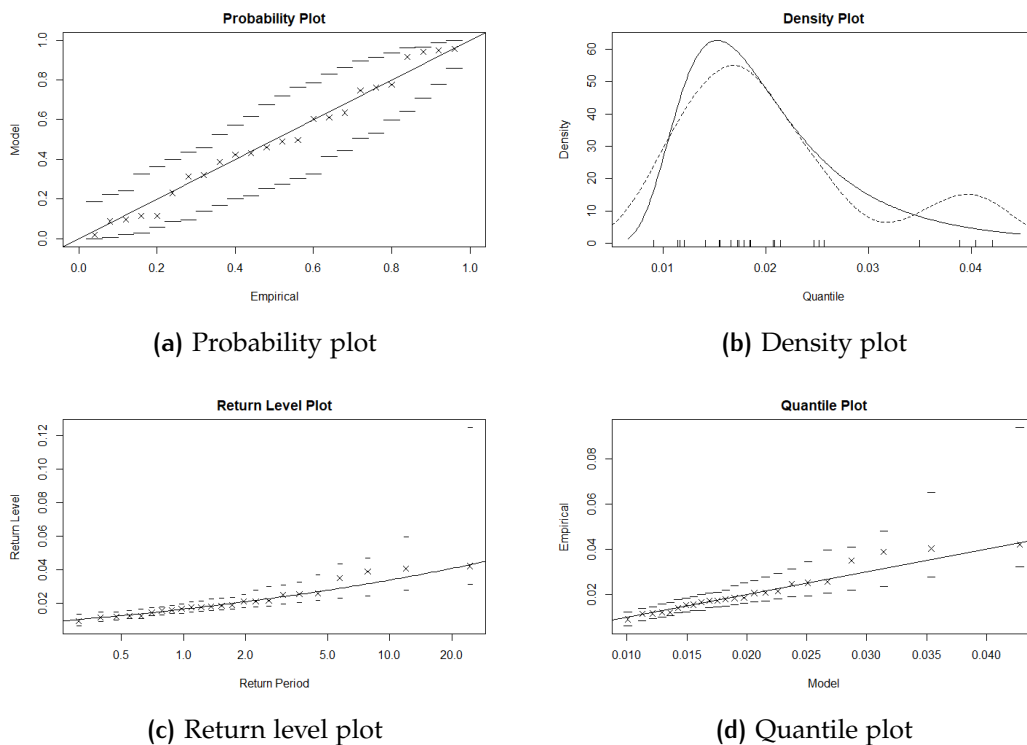 Probability Plot
Model
0.0 0.2 0.4 0.6 0.8 1.0
0.0 0.2 0.4 0.6 0.8 1.0
Empirical
(a) Probability plot
Density Plot
Density
0 10 20 30 40 50 60
0.01 0.02 0.03 0.04
Quantile
(b) Density plot
Return Level Plot
Return Level
0.02 0.04 0.06 0.08 0.10 0.12
0.5 1.0 2.0 5.0 10.0 20.0
Return Period
(c) Return level plot
Quantile Plot
Empirical
0.02 0.04 0.06 0.08
0.010 0.015 0.020 0.025 0.030 0.035 0.040
Model
(d) Quantile plot